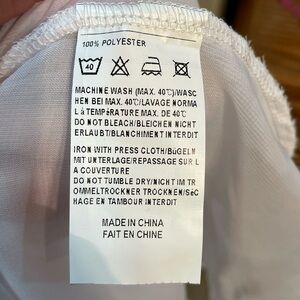 100% POLYESTER
40
MACHINE WASH (MAX. 40℃)/WASC
HEN BEI MAX. 40℃/LAVAGE NORMA
L à TEMPéRATURE MAX. DE 40℃
DO NOT BLEACH/BLEICHEN NICHT
ERLAUBT/BLANCHIMENT INTERDIT
IRON WITH PRESS CLOTH/BüGELN
MIT UNTERLAGE/REPASSAGE SUR L
A COUVERTURE
DO NOT TUMBLE DRY/NICHT IM TR
OMMELTROCKNER TROCKNEN/SéC
HAGE EN TAMBOUR INTERDIT
MADE IN CHINA
FAIT EN CHINE